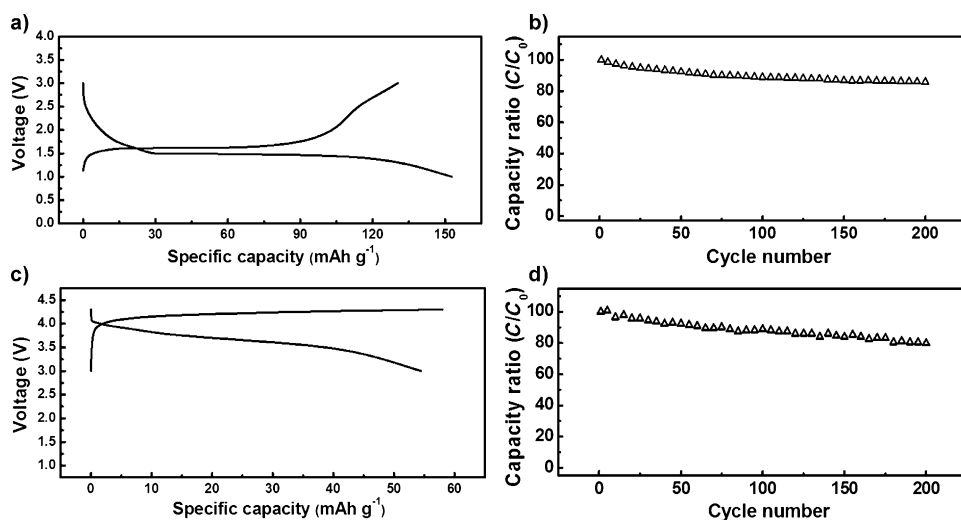 a)
4.0
3.5
3.0
2.5
2.0
1.5
1.0
0.5
0.0
Voltage (V)
0 30 60 90 120 150
Specific capacity (mAh g⁻¹)
b)
100
80
60
40
20
0
Capacity ratio (C/C₀)
0 50 100 150 200
Cycle number
c)
4.5
4.0
3.5
3.0
2.5
2.0
1.5
1.0
Voltage (V)
0 10 20 30 40 50 60
Specific capacity (mAh g⁻¹)
d)
100
80
60
40
20
0
Capacity ratio (C/C₀)
0 50 100 150 200
Cycle number